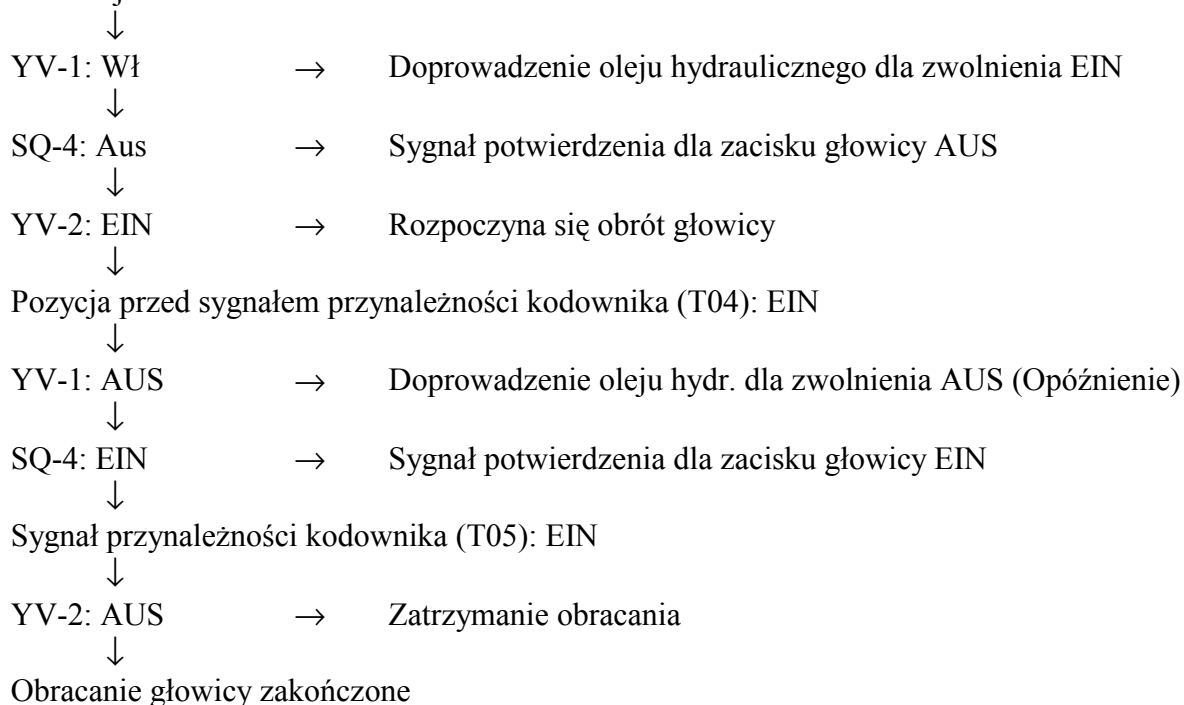 ↓
YV-1: Wł → Doprowadzenie oleju hydraulicznego dla zwolnienia EIN
↓
SQ-4: Aus → Sygnał potwierdzenia dla zacisku głowicy AUS
↓
YV-2: EIN → Rozpoczyna się obrót głowicy
↓
Pozycja przed sygnałem przynależności kodownika (T04): EIN
↓
YV-1: AUS → Doprowadzenie oleju hydr. dla zwolnienia AUS (Opóźnienie)
↓
SQ-4: EIN → Sygnał potwierdzenia dla zacisku głowicy EIN
↓
Sygnał przynależności kodownika (T05): EIN
↓
YV-2: AUS → Zatrzymanie obracania
↓
Obracanie głowicy zakończone